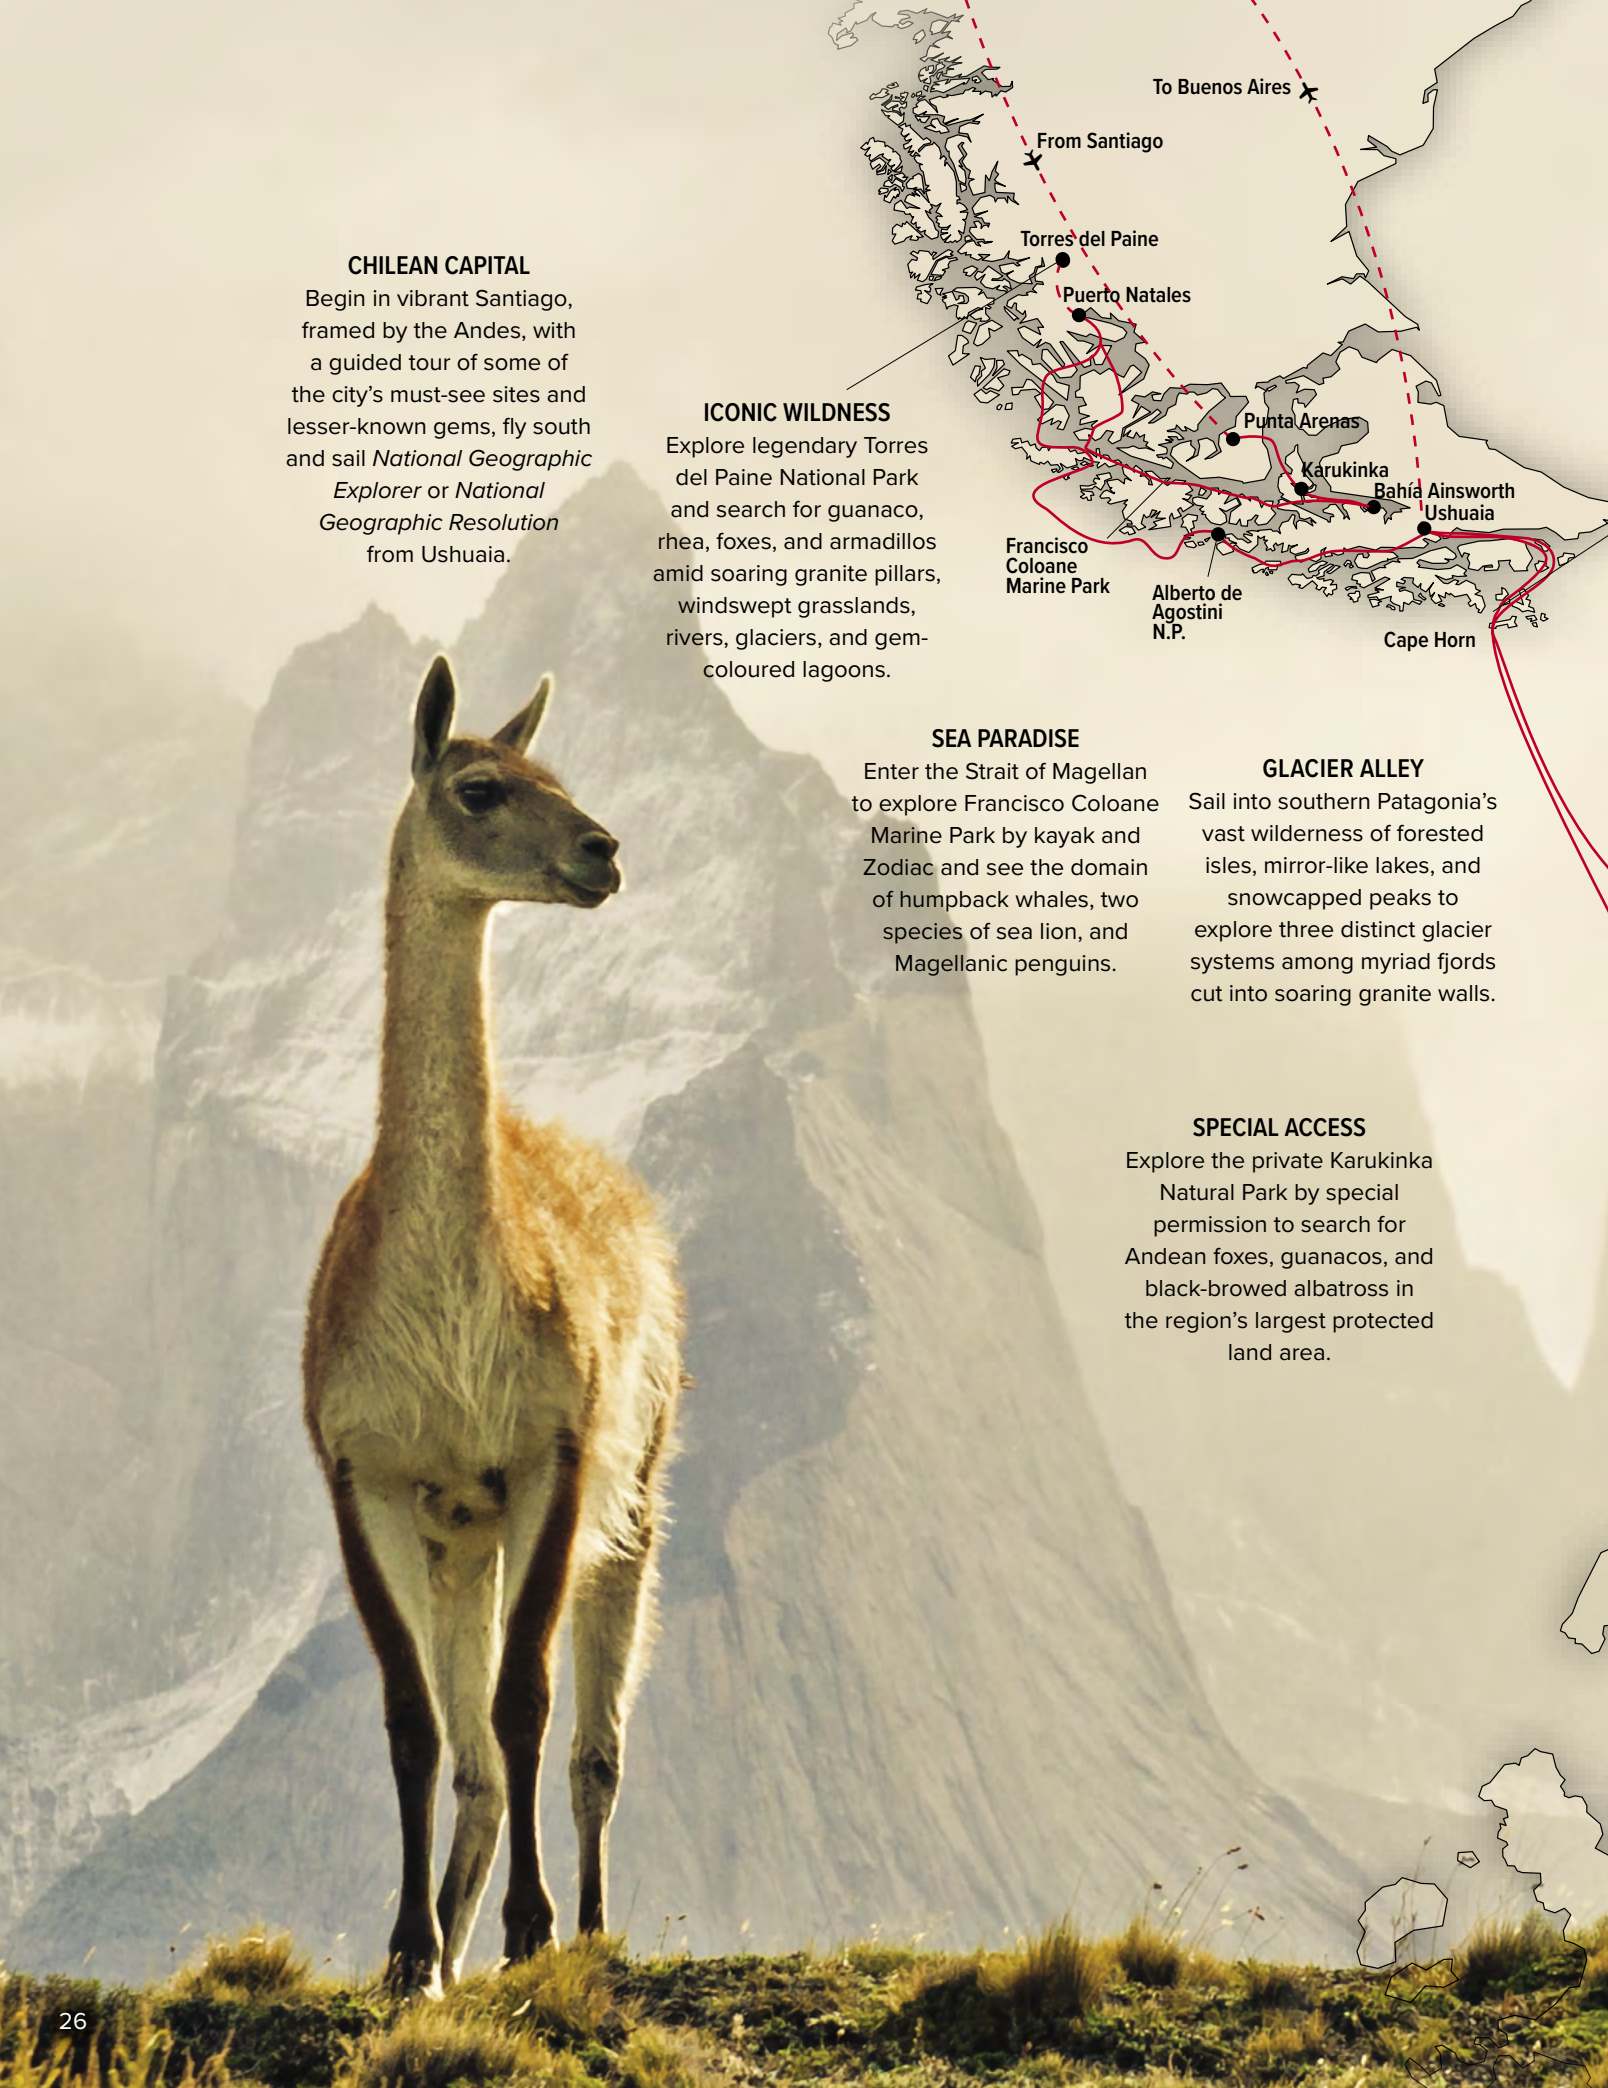 To Buenos Aires
From Santiago
Torres del Paine
Puerto Natales
Punta Arenas
Karukinka
Bahía Ainsworth
Ushuaia
Francisco
Coloane
Marine Park
Alberto de
Agostini
N.P.
Cape Horn
CHILEAN CAPITAL
Begin in vibrant Santiago,
framed by the Andes, with
a guided tour of some of
the city’s must-see sites and
lesser-known gems, fly south
and sail National Geographic
Explorer or National
Geographic Resolution
from Ushuaia.
ICONIC WILDNESS
Explore legendary Torres
del Paine National Park
and search for guanaco,
rhea, foxes, and armadillos
amid soaring granite pillars,
windswept grasslands,
rivers, glaciers, and gem-
coloured lagoons.
SEA PARADISE
Enter the Strait of Magellan
to explore Francisco Coloane
Marine Park by kayak and
Zodiac and see the domain
of humpback whales, two
species of sea lion, and
Magellanic penguins.
GLACIER ALLEY
Sail into southern Patagonia’s
vast wilderness of forested
isles, mirror-like lakes, and
snowcapped peaks to
explore three distinct glacier
systems among myriad fjords
cut into soaring granite walls.
SPECIAL ACCESS
Explore the private Karukinka
Natural Park by special
permission to search for
Andean foxes, guanacos, and
black-browed albatross in
the region’s largest protected
land area.
26